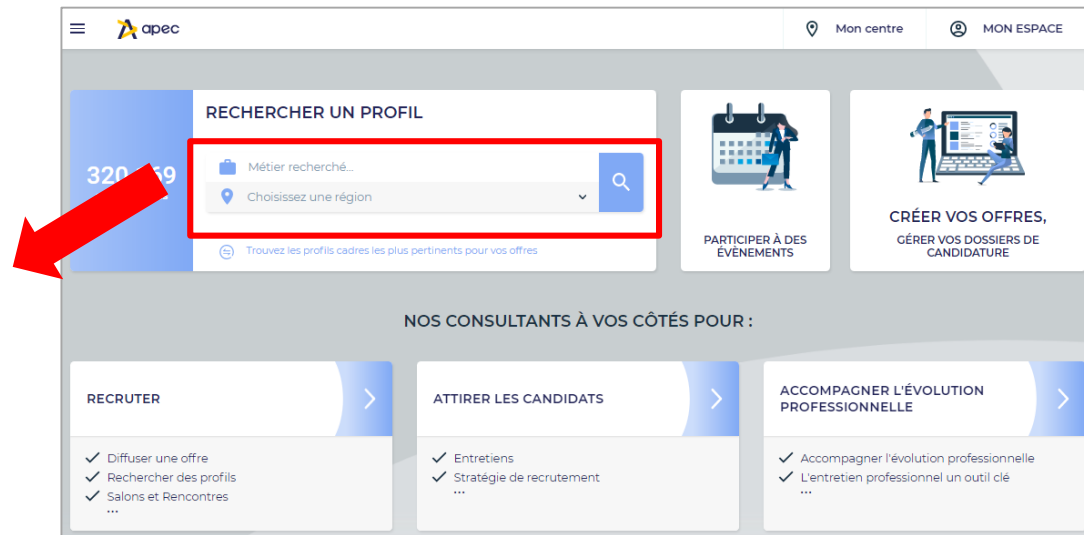 apec
Mon centre
MON ESPACE
RECHERCHER UN PROFIL
Métier recherché...
Choisissez une région
Trouvez les profils cadres les plus pertinents pour vos offres
PARTICIPER À DES
ÉVÈNEMENTS
CRÉER VOS OFFRES,
GÉRER VOS DOSSIERS DE
CANDIDATURE
NOS CONSULTANTS À VOS CÔTÉS POUR :
RECRUTER
Diffuser une offre
Rechercher des profils
Salons et Rencontres
...
ATTIRER LES CANDIDATS
Entretiens
Stratégie de recrutement
...
ACCOMPAGNER L'ÉVOLUTION
PROFESSIONNELLE
Accompagner l'évolution professionnelle
L'entretien professionnel un outil clé
...